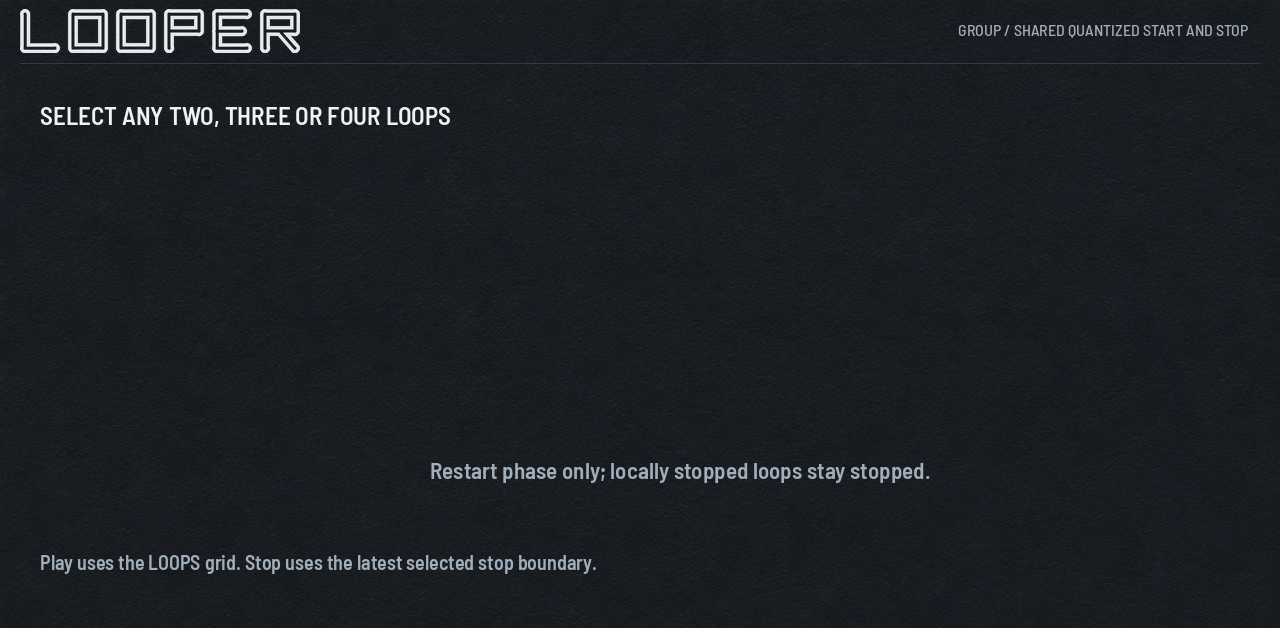 LOOPER
GROUP / SHARED QUANTIZED START AND STOP
SELECT ANY TWO, THREE OR FOUR LOOPS
Restart phase only; locally stopped loops stay stopped.
Play uses the LOOPS grid. Stop uses the latest selected stop boundary.